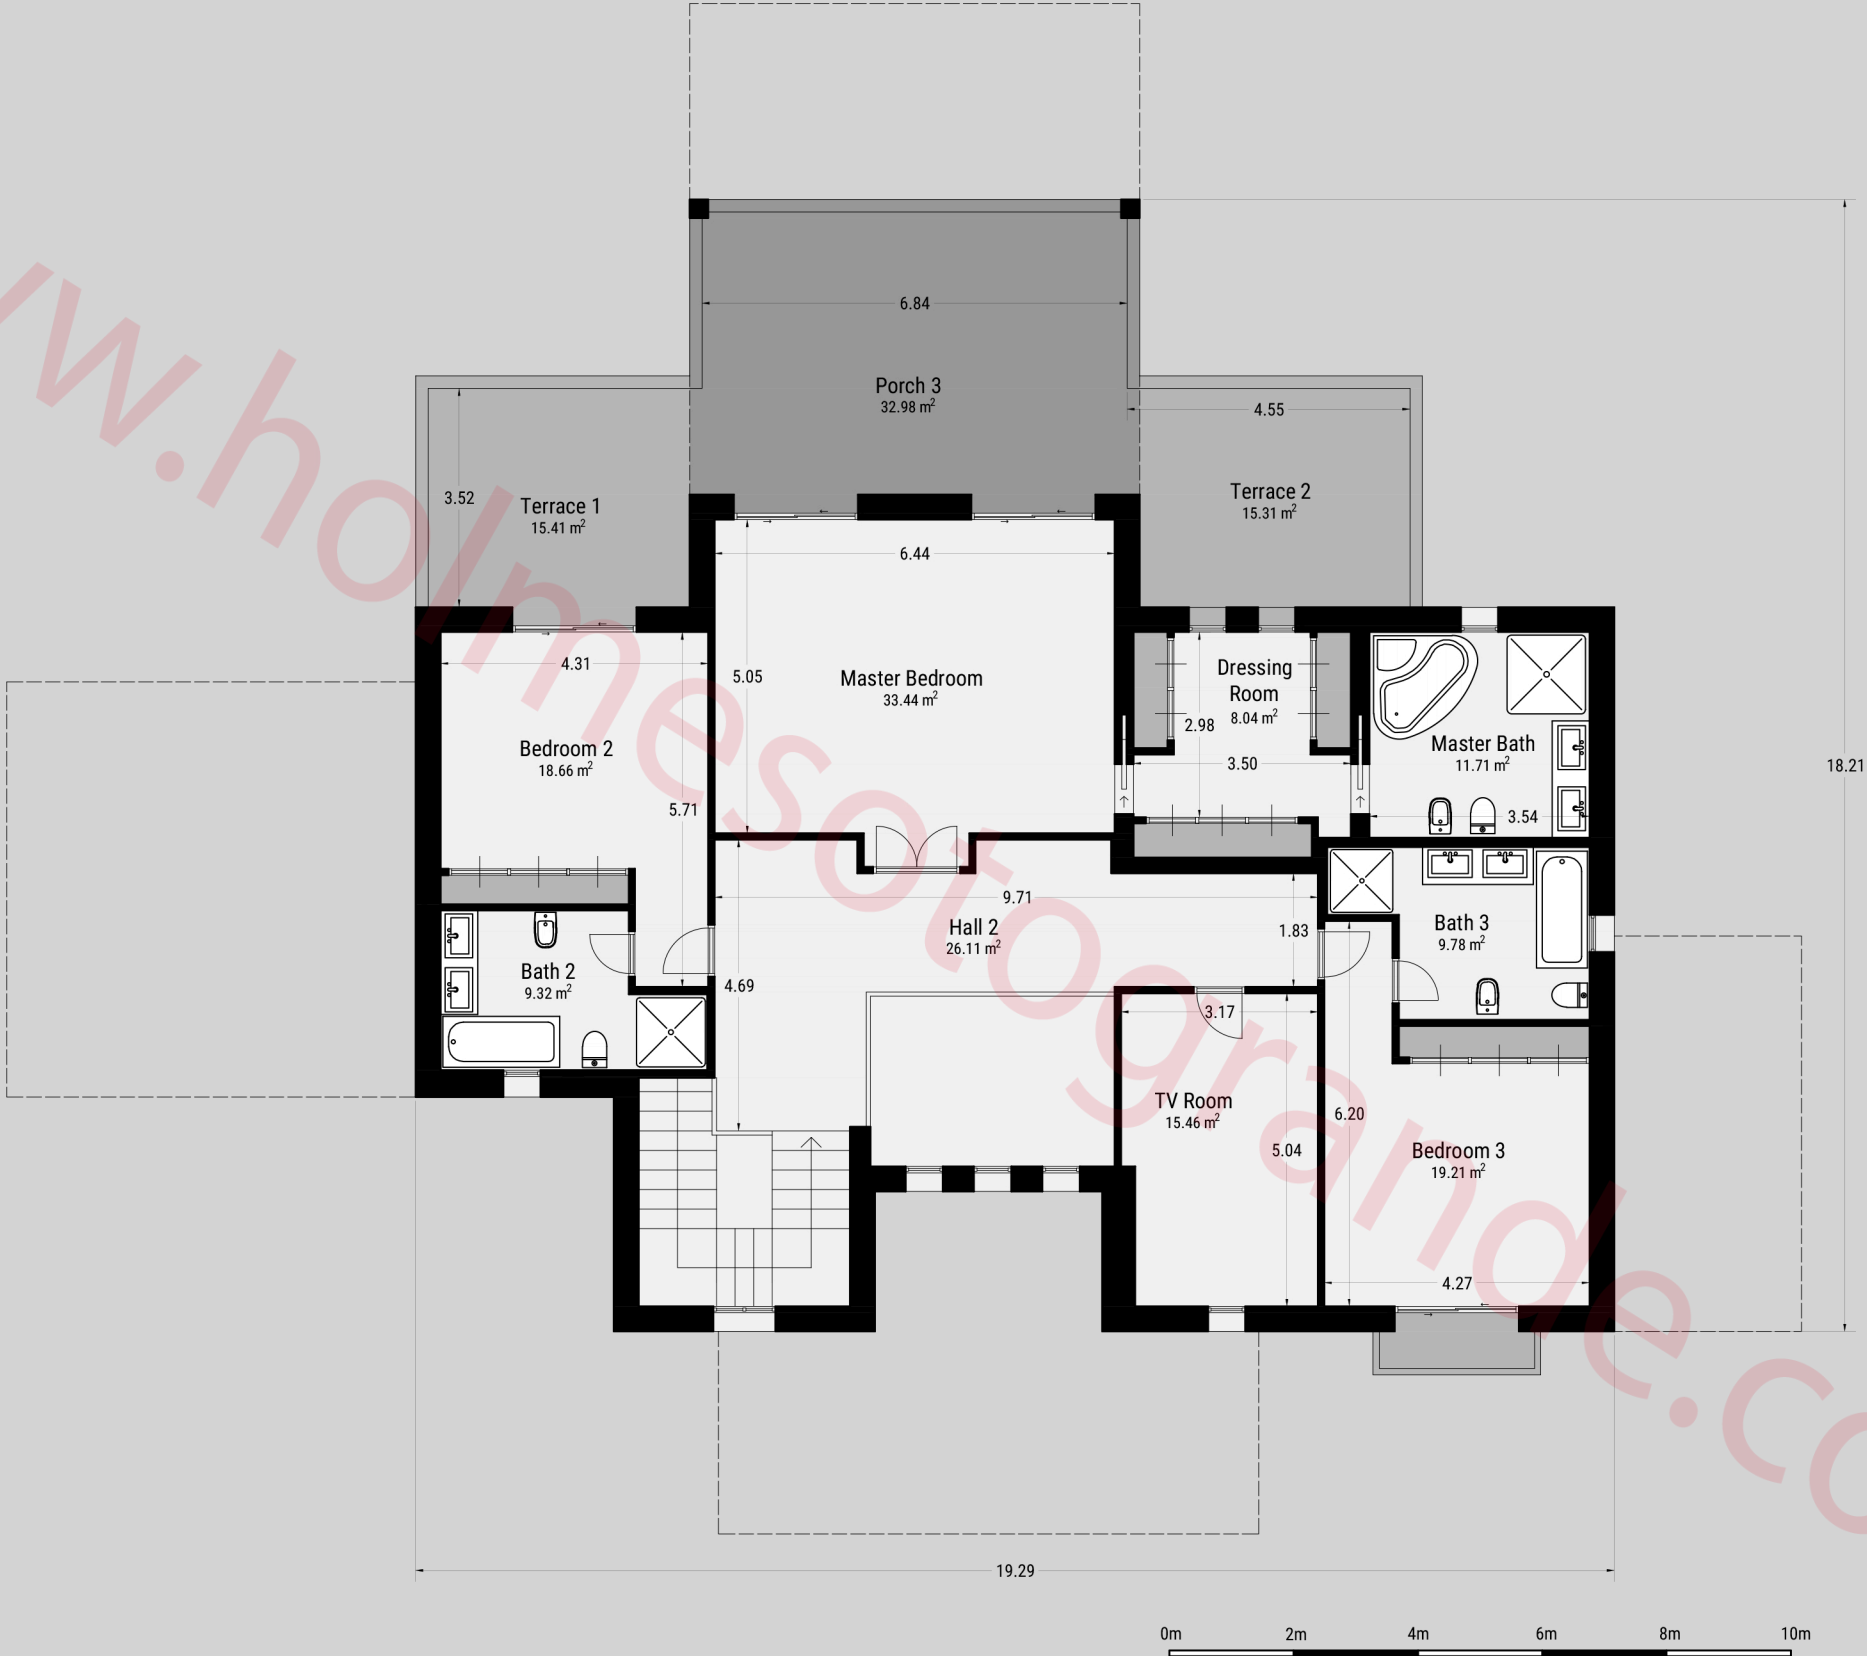 6.84
Porch 3
32.98 m²
4.55
3.52
Terrace 1
15.41 m²
Terrace 2
15.31 m²
6.44
4.31
5.05
Master Bedroom
33.44 m²
Dressing
Room
8.04 m²
2.98
3.50
Master Bath
11.71 m²
3.54
18.21
Bedroom 2
18.66 m²
5.71
9.71
Hall 2
26.11 m²
1.83
Bath 3
9.78 m²
Bath 2
9.32 m²
4.69
3.17
TV Room
15.46 m²
5.04
6.20
Bedroom 3
19.21 m²
4.27
19.29
0m 2m 4m 6m 8m 10m
w.holmesotogrande.co